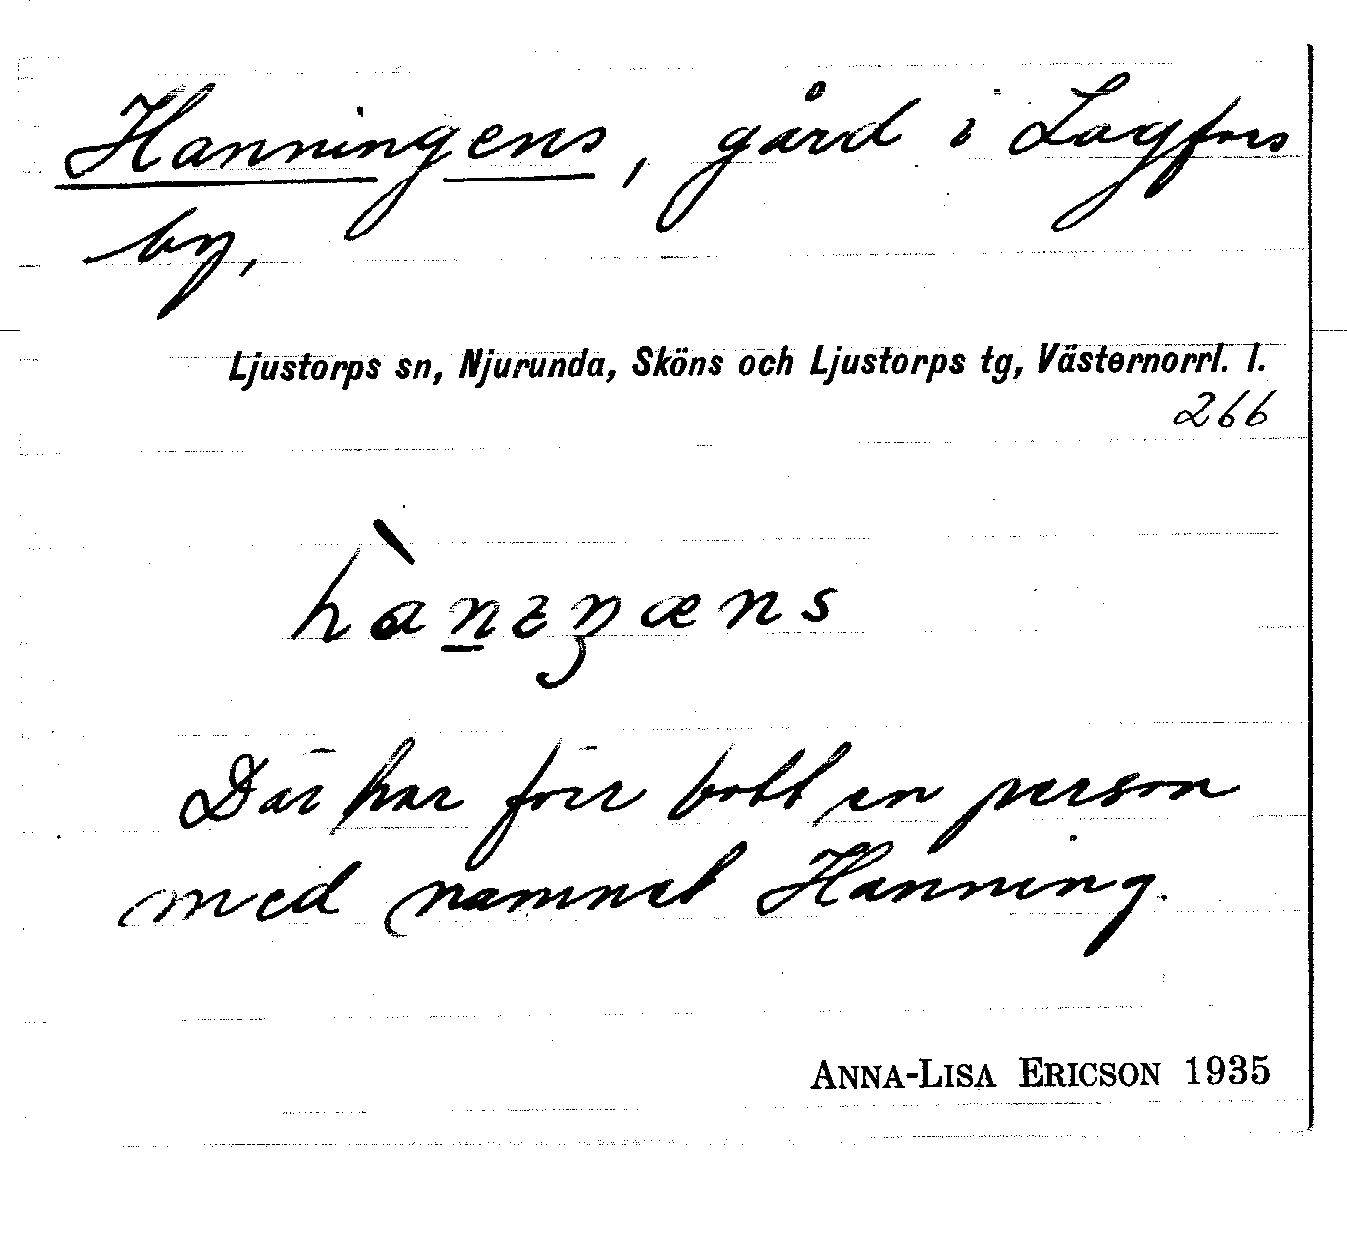 Hanningens, gård i Lagfors
by,
Ljustorps sn, Njurunda, Sköns och Ljustorps tg, Västernorrl. l.
266
Där har förr bott en person
med namnet Hanning.
ANNA-LISA ERICSON 1935